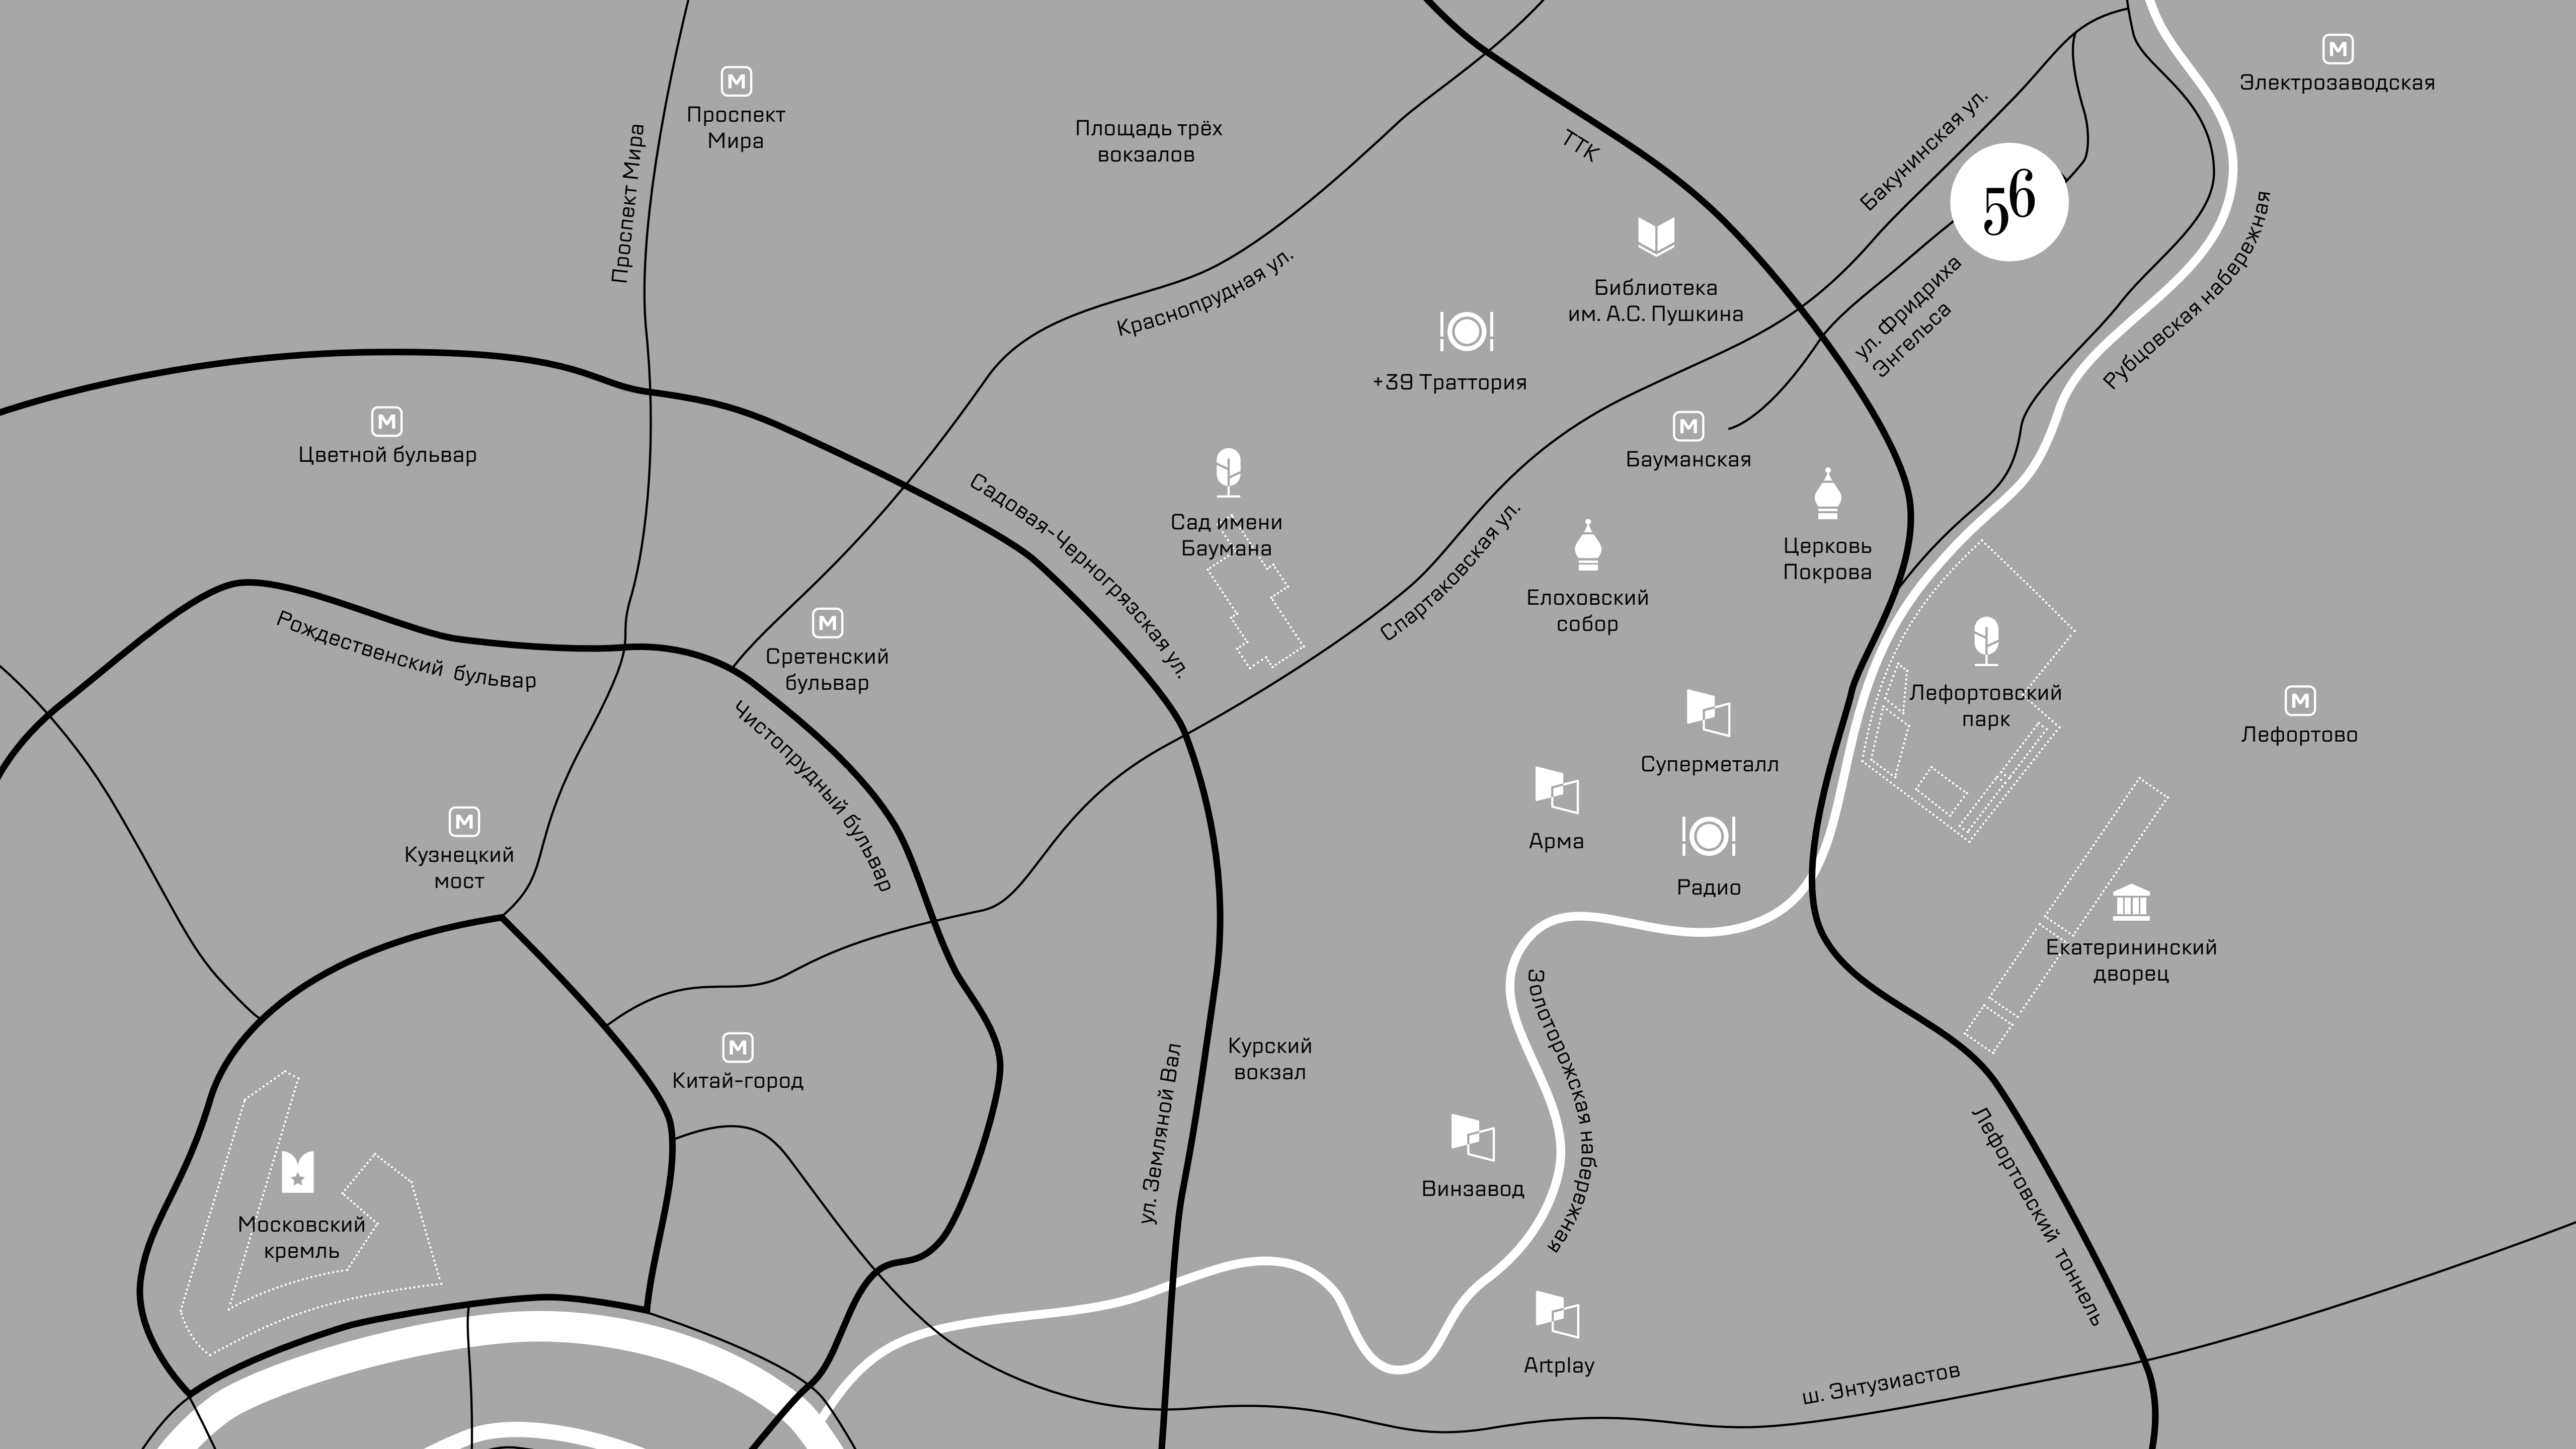 М
Электрозаводская
М
Проспект
Мира
Площадь трёх
вокзалов
Проспект Мира
ТТК
Бакунинская ул.
56
Библиотека
им. А.С. Пушкина
Краснопрудная ул.
ул. Фридриха
Энгельса
Рубцовская набережная
+39 Траттория
М
Цветной бульвар
М
Бауманская
Садовая-Черногрязская ул.
Сад имени
Баумана
Спартаковская ул.
Елоховский
собор
Церковь
Покрова
Рождественский бульвар
М
Сретенский
бульвар
Чистопрудный бульвар
Лефортовский
парк
М
Лефортово
Суперметалл
Арма
Радио
М
Кузнецкий
мост
Екатерининский
дворец
Золоторожская набережная
М
Китай-город
Курский
вокзал
ул. Земляной Вал
Винзавод
Лефортовский тоннель
Московский
кремль
Artplay
ш. Энтузиастов